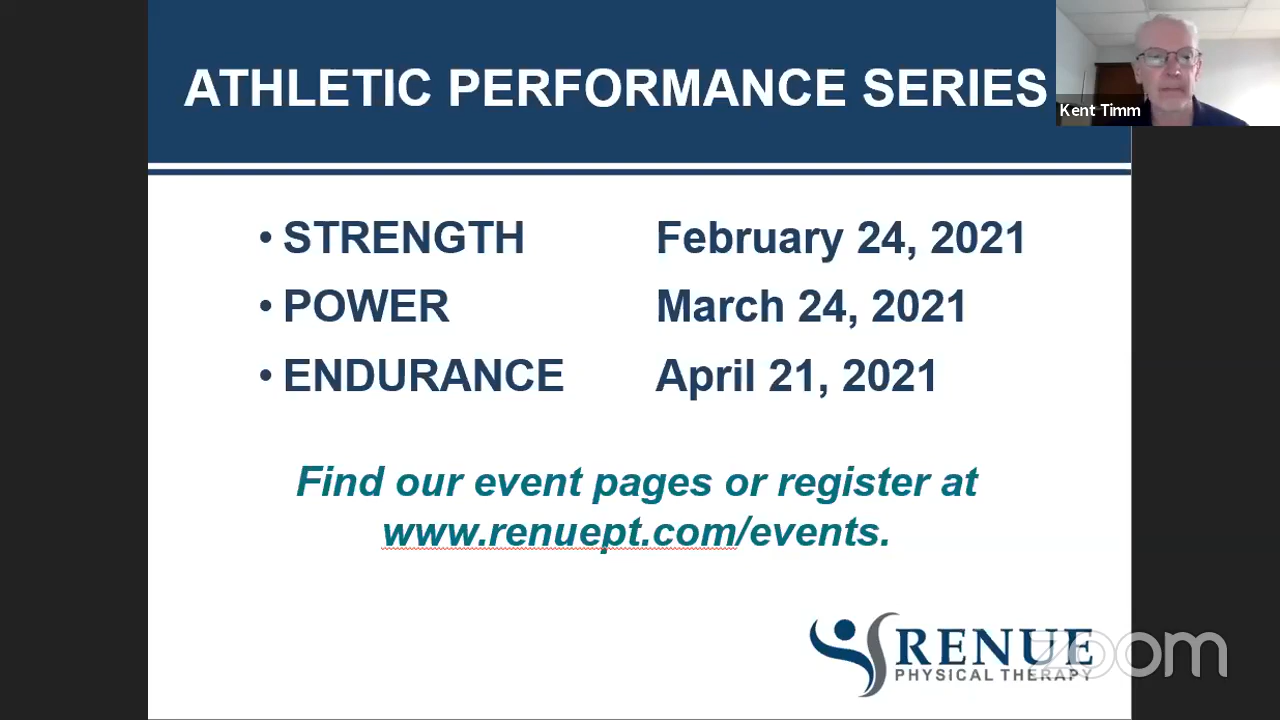 ATHLETIC PERFORMANCE SERIES
Kent Timm
• STRENGTH February 24, 2021
• POWER March 24, 2021
• ENDURANCE April 21, 2021
Find our event pages or register at
www.renuept.com/events.
RENUE
PHYSICAL THERAPY
zoom